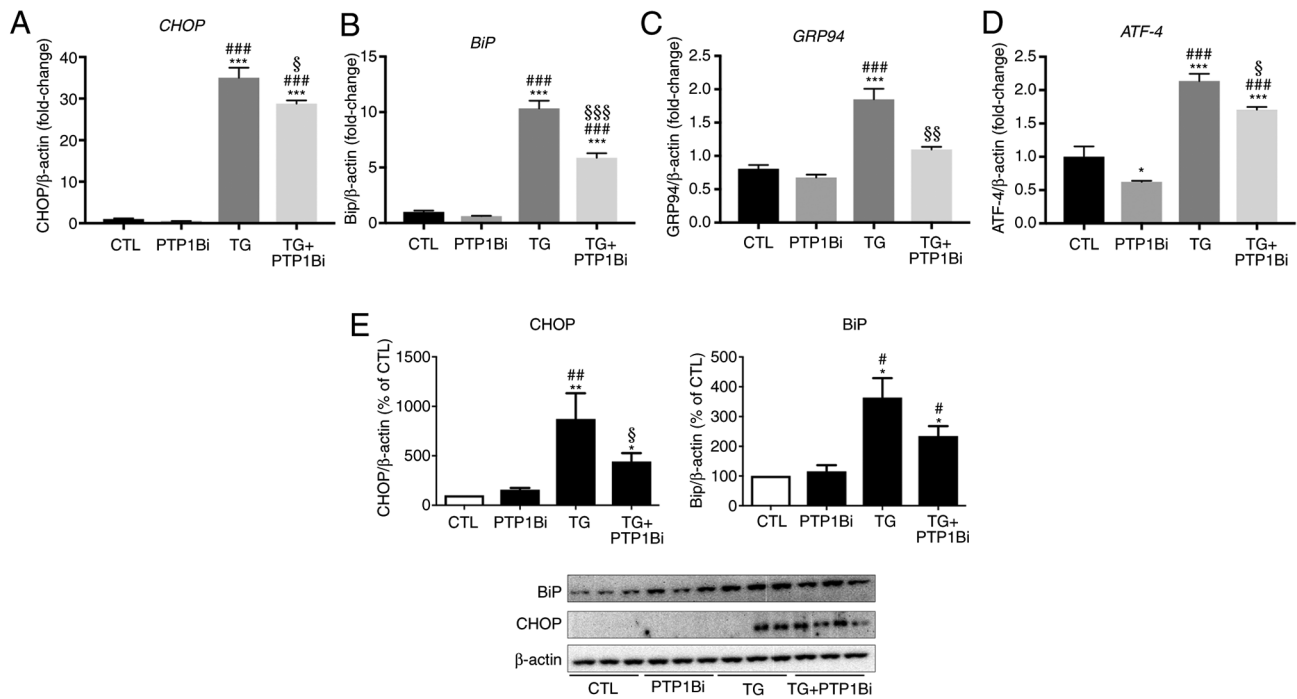 A
CHOP
CHOP/β-actin (fold-change)
40
30
20
10
0
###
***
§
###
***
CTL
PTP1Bi
TG
TG+
PTP1Bi
B
BiP
Bip/β-actin (fold-change)
15
10
5
0
###
***
§§§
###
***
CTL
PTP1Bi
TG
TG+
PTP1Bi
C
GRP94
GRP94/β-actin (fold-change)
2.5
2.0
1.5
1.0
0.5
0.0
###
***
§§
CTL
PTP1Bi
TG
TG+
PTP1Bi
D
ATF-4
ATF-4/β-actin (fold-change)
2.5
2.0
1.5
1.0
0.5
0.0
*
###
***
§
###
***
CTL
PTP1Bi
TG
TG+
PTP1Bi
E
CHOP
CHOP/β-actin (% of CTL)
1500
1000
500
0
##
**
§
*
CTL
PTP1Bi
TG
TG+
PTP1Bi
BiP
Bip/β-actin (% of CTL)
500
400
300
200
100
0
#
*
#
*
CTL
PTP1Bi
TG
TG+
PTP1Bi
BiP
CHOP
β-actin
CTL PTP1Bi TG TG+PTP1Bi